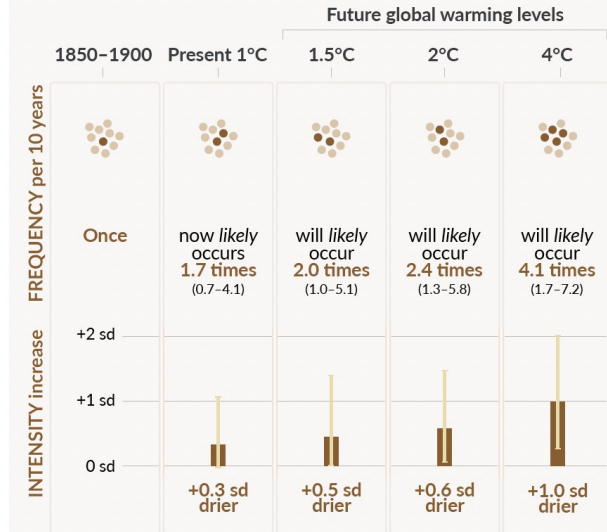 Future global warming levels
1850–1900 Present 1°C 1.5°C 2°C 4°C
FREQUENCY per 10 years
Once
now likely
occurs
1.7 times
(0.7–4.1)
will likely
occur
2.0 times
(1.0–5.1)
will likely
occur
2.4 times
(1.3–5.8)
will likely
occur
4.1 times
(1.7–7.2)
INTENSITY increase
+2 sd
+1 sd
0 sd
+0.3 sd
drier
+0.5 sd
drier
+0.6 sd
drier
+1.0 sd
drier